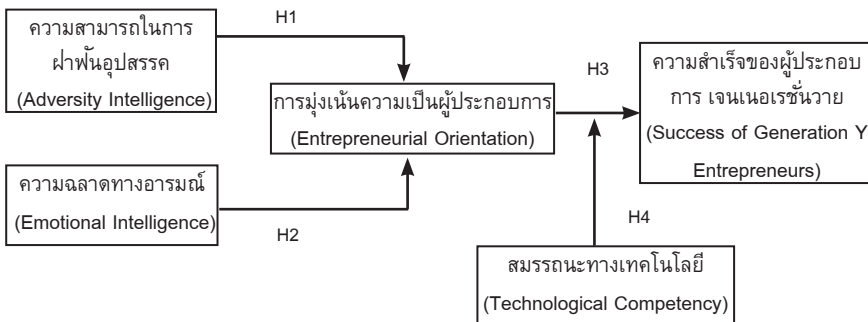 ความสามารถในการ
ฝ่าฟันอุปสรรค
(Adversity Intelligence)
H1
การมุ่งเน้นความเป็นผู้ประกอบการ
(Entrepreneurial Orientation)
H3
ความสำเร็จของผู้ประกอบ
การ เจนเนอเรชั่นวาย
(Success of Generation Y
Entrepreneurs)
ความฉลาดทางอารมณ์
(Emotional Intelligence)
H2
H4
สมรรถนะทางเทคโนโลยี
(Technological Competency)